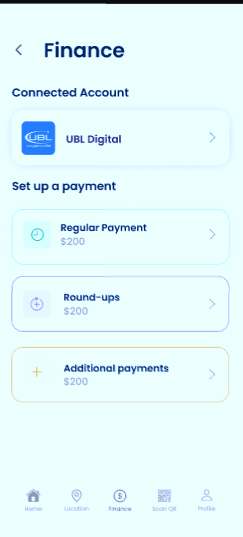 Finance
Connected Account
UBL
UBL Digital
Set up a payment
Regular Payment
$200
Round-ups
$200
Additional payments
$200
Home
Location
Finance
Scan QR
Profile